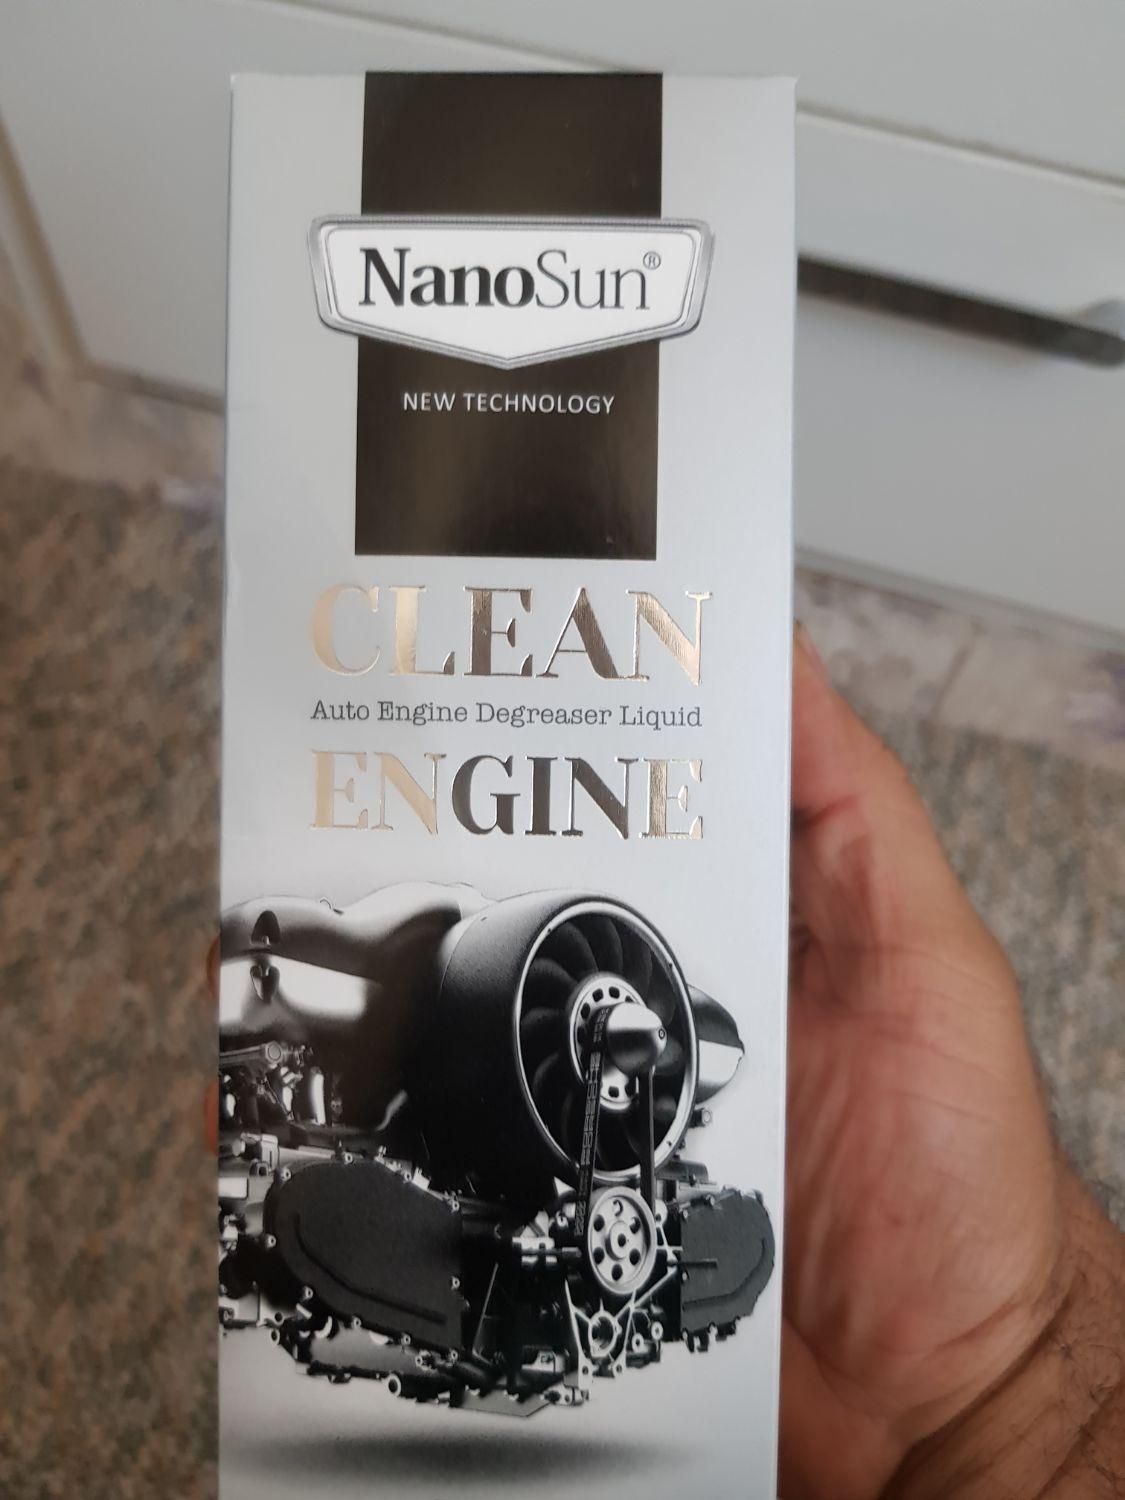 NanoSun®
NEW TECHNOLOGY
CLEAN
Auto Engine Degreaser Liquid
ENGINE